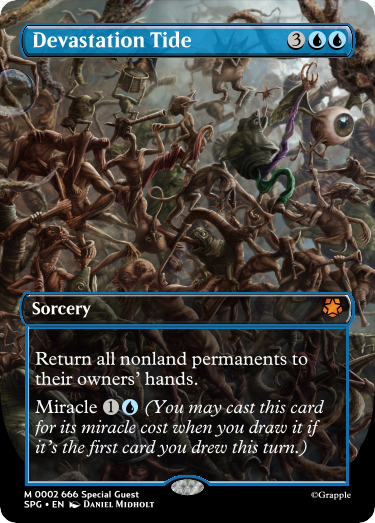 Devastation Tide 3
Sorcery
Return all nonland permanents to
their owners' hands.
Miracle 1 (You may cast this card
for its miracle cost when you draw it if
it's the first card you drew this turn.)
M 0002 666 Special Guest
SPG • EN Daniel Midholt
©Grapple